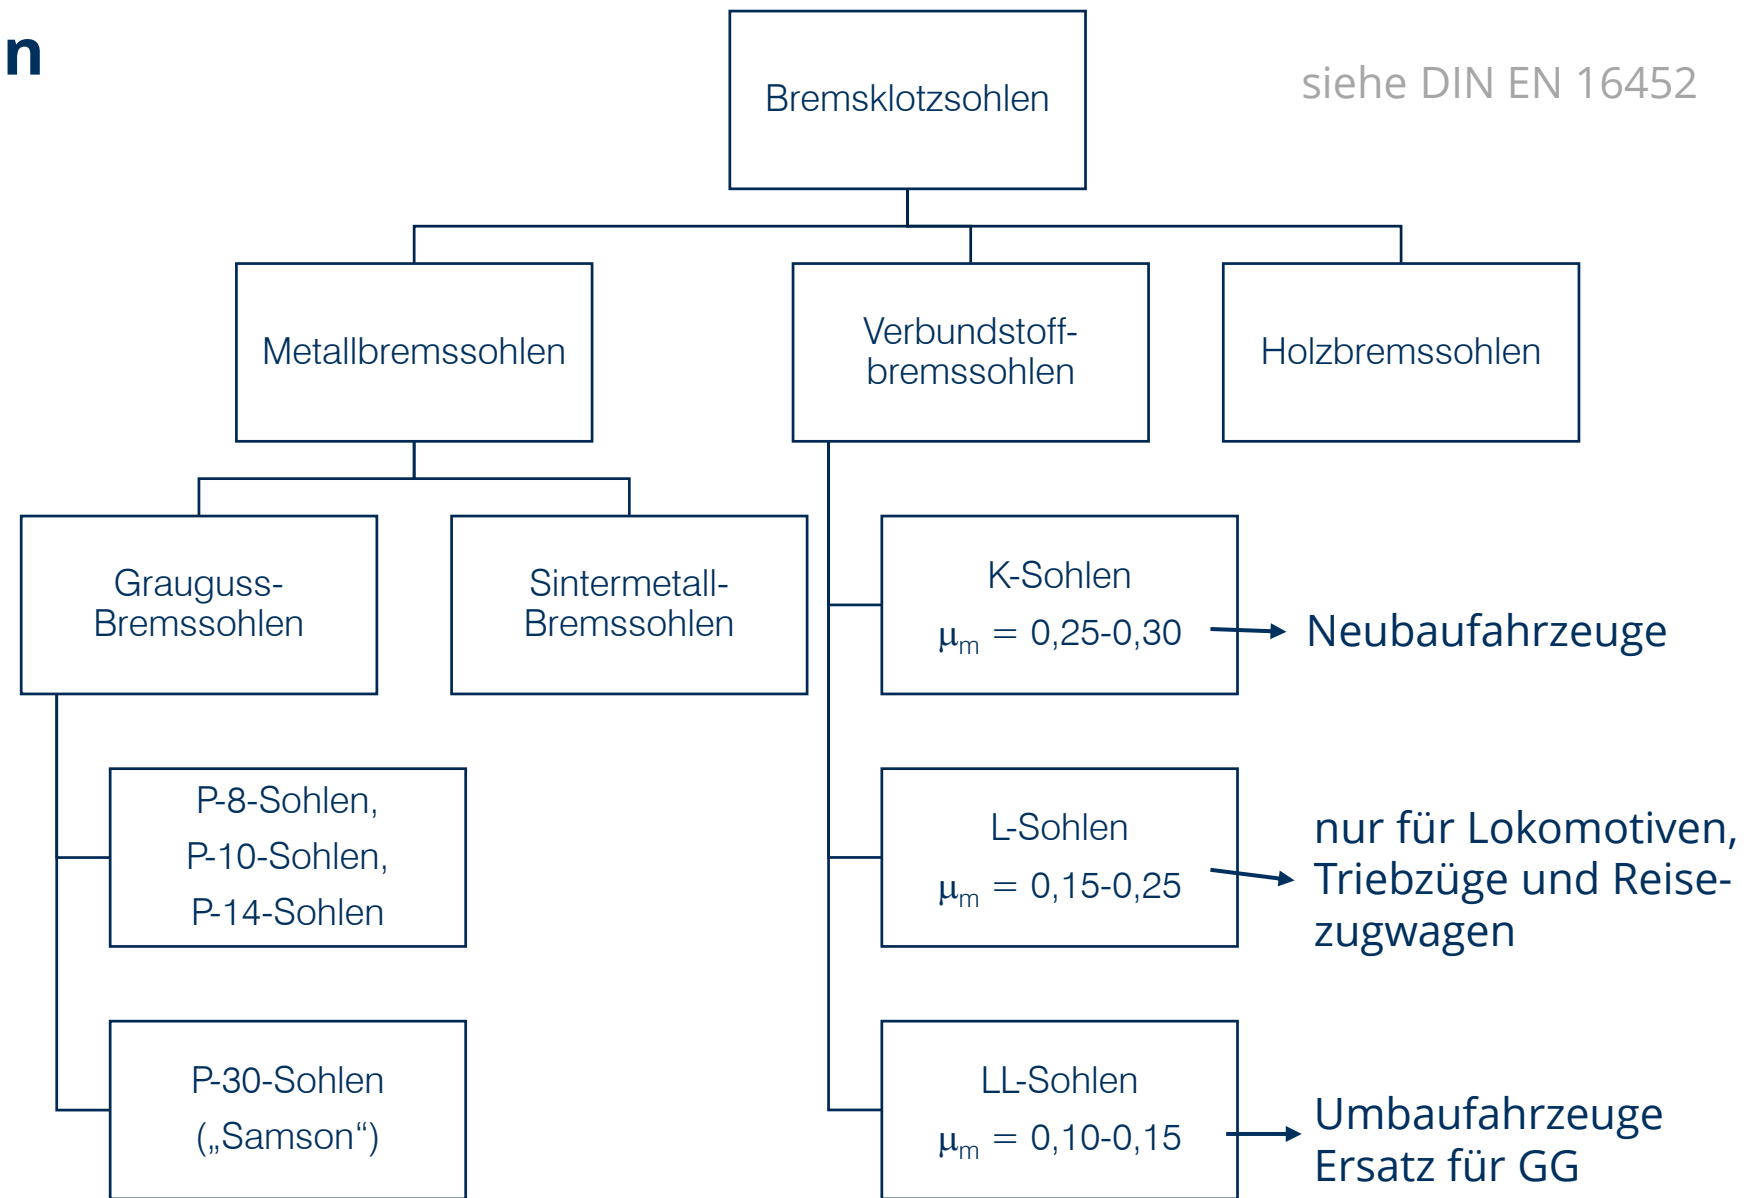 n
siehe DIN EN 16452
Bremsklotzsohlen
Metallbremssohlen
Verbundstoff-
bremssohlen
Holzbremssohlen
Grauguss-
Bremssohlen
Sintermetall-
Bremssohlen
P-8-Sohlen,
P-10-Sohlen,
P-14-Sohlen
P-30-Sohlen
(„Samson“)
K-Sohlen
μm = 0,25-0,30
Neubaufahrzeuge
L-Sohlen
μm = 0,15-0,25
nur für Lokomotiven,
Triebzüge und Reise-
zugwagen
LL-Sohlen
μm = 0,10-0,15
Umbaufahrzeuge
Ersatz für GG